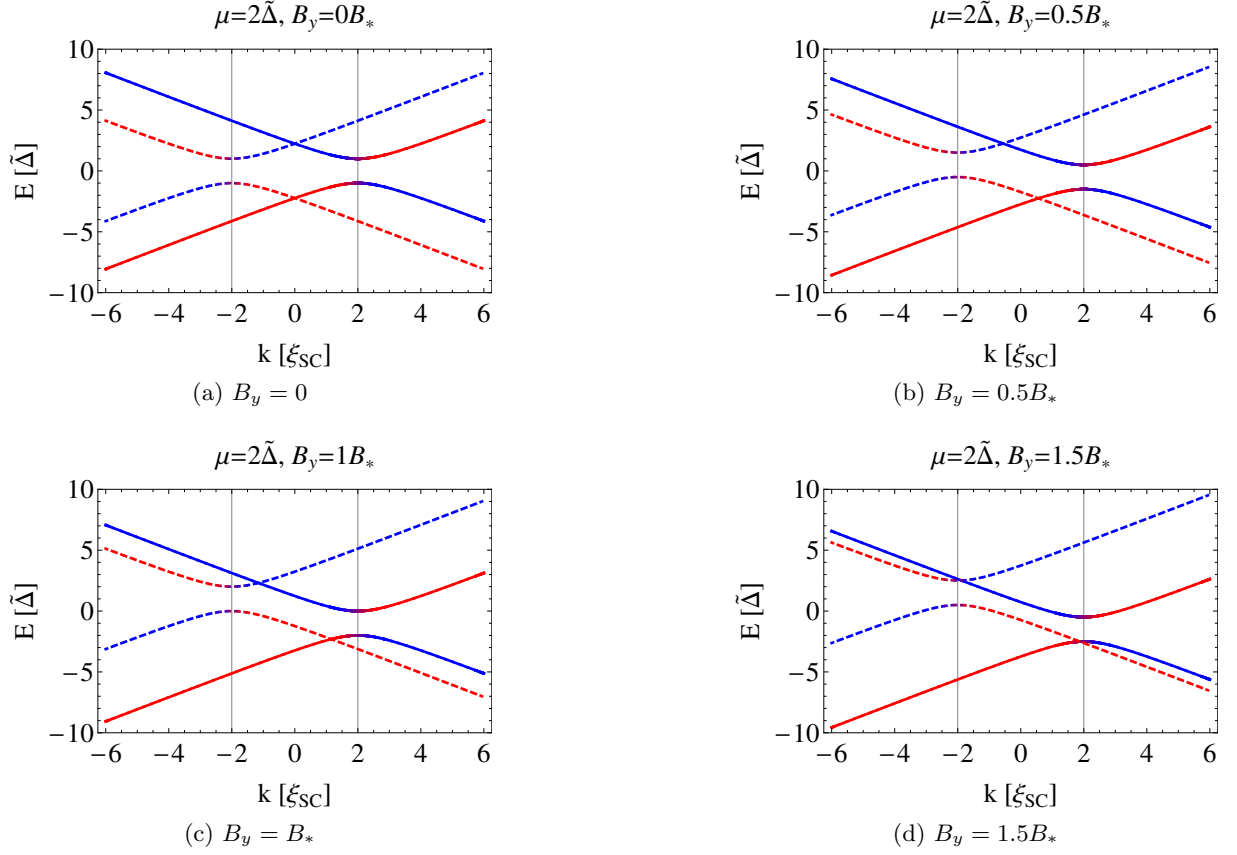 μ=2Δ̃, B_y=0B_*
μ=2Δ̃, B_y=0.5B_*
10
5
0
−5
−10
E [Δ̃]
−6 −4 −2 0 2 4 6
k [ξ_SC]
(a) B_y = 0
10
5
0
−5
−10
E [Δ̃]
−6 −4 −2 0 2 4 6
k [ξ_SC]
(b) B_y = 0.5B_*
μ=2Δ̃, B_y=1B_*
μ=2Δ̃, B_y=1.5B_*
10
5
0
−5
−10
E [Δ̃]
−6 −4 −2 0 2 4 6
k [ξ_SC]
(c) B_y = B_*
10
5
0
−5
−10
E [Δ̃]
−6 −4 −2 0 2 4 6
k [ξ_SC]
(d) B_y = 1.5B_*